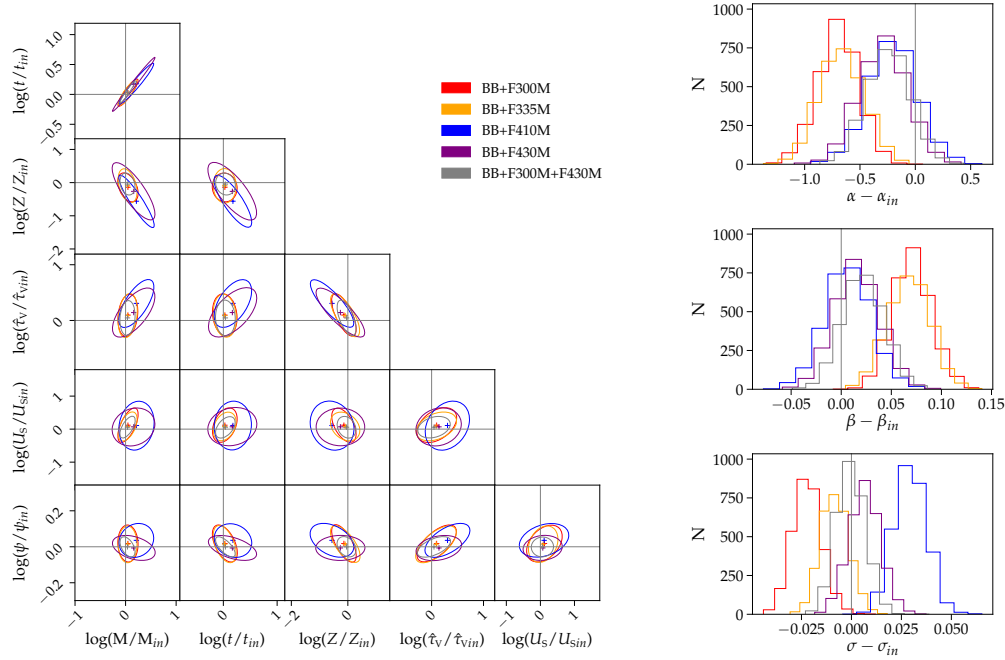 1.0
0.5
0.0
−0.5
log(t/t_in)
1
0
−1
−2
log(Z/Z_in)
1
0
log(τ̂_V/τ̂_Vin)
1
0
−1
log(U_S/U_Sin)
0.2
0.0
−0.2
log(ψ/ψ_in)
−1 0 1
log(M/M_in)
0 1
log(t/t_in)
−2 0
log(Z/Z_in)
0 1
log(τ̂_V/τ̂_Vin)
−1 0 1
log(U_S/U_Sin)
BB+F300M
BB+F335M
BB+F410M
BB+F430M
BB+F300M+F430M
1000
750
500
250
0
N
−1.0 −0.5 0.0 0.5
α − α_in
1000
750
500
250
0
N
−0.05 0.00 0.05 0.10 0.15
β − β_in
1000
750
500
250
0
N
−0.025 0.000 0.025 0.050
σ − σ_in